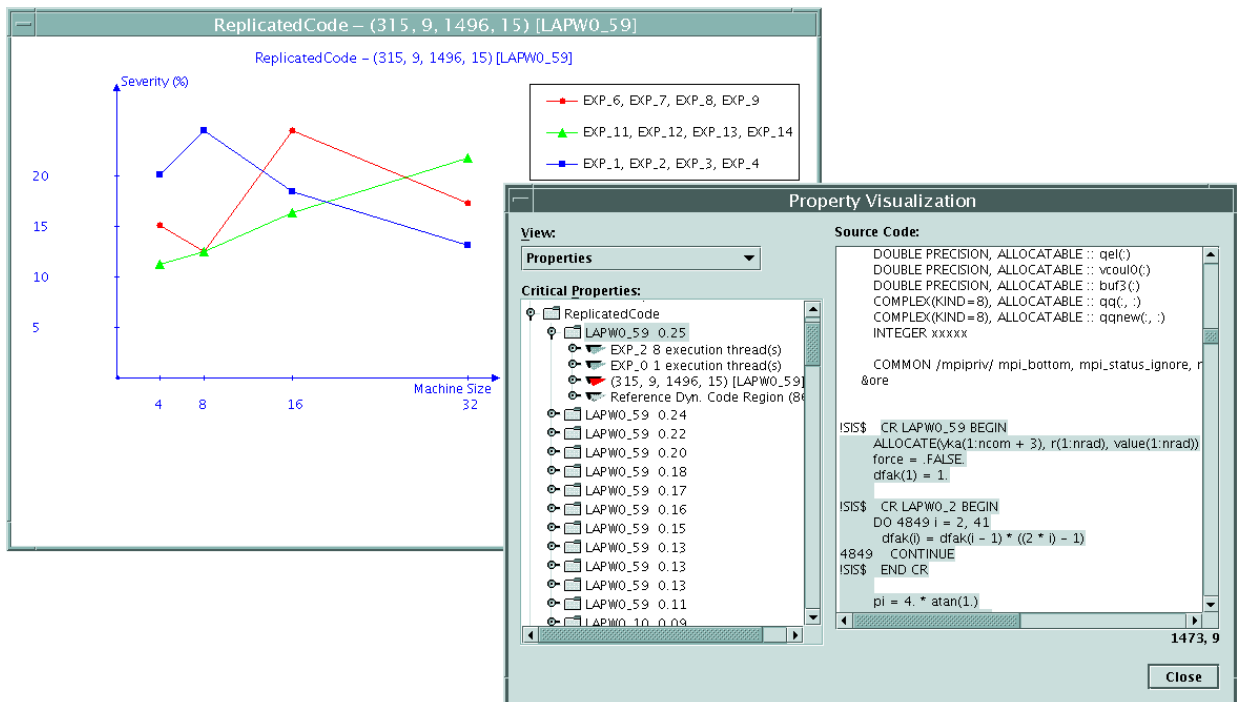 ReplicatedCode – (315, 9, 1496, 15) [LAPW0_59]
ReplicatedCode – (315, 9, 1496, 15) [LAPW0_59]
Severity (%)
EXP_6, EXP_7, EXP_8, EXP_9
EXP_11, EXP_12, EXP_13, EXP_14
EXP_1, EXP_2, EXP_3, EXP_4
20
15
10
5
Machine Size
4 8 16 32
Property Visualization
View:
Properties
Critical Properties:
ReplicatedCode
LAPW0_59 0.25
EXP_2 8 execution thread(s)
EXP_0 1 execution thread(s)
(315, 9, 1496, 15) [LAPW0_59]
Reference Dyn. Code Region (86
LAPW0_59 0.24
LAPW0_59 0.22
LAPW0_59 0.20
LAPW0_59 0.18
LAPW0_59 0.17
LAPW0_59 0.16
LAPW0_59 0.15
LAPW0_59 0.13
LAPW0_59 0.13
LAPW0_59 0.13
LAPW0_59 0.11
LAPW0_10 0.09
Source Code:
DOUBLE PRECISION, ALLOCATABLE :: qel(:)
DOUBLE PRECISION, ALLOCATABLE :: vcoul0(:)
DOUBLE PRECISION, ALLOCATABLE :: buf3(:)
COMPLEX(KIND=8), ALLOCATABLE :: qq(:, :)
COMPLEX(KIND=8), ALLOCATABLE :: qqnew(:, :)
INTEGER xxxxx
COMMON /mpipriv/ mpi_bottom, mpi_status_ignore, r
&ore
!SIS$ CR LAPW0_59 BEGIN
ALLOCATE(yka(1:ncom + 3), r(1:nrad), value(1:nrad))
force = .FALSE.
dfak(1) = 1.
!SIS$ CR LAPW0_2 BEGIN
DO 4849 i = 2, 41
dfak(i) = dfak(i – 1) * ((2 * i) – 1)
4849 CONTINUE
!SIS$ END CR
pi = 4. * atan(1.)
1473, 9
Close